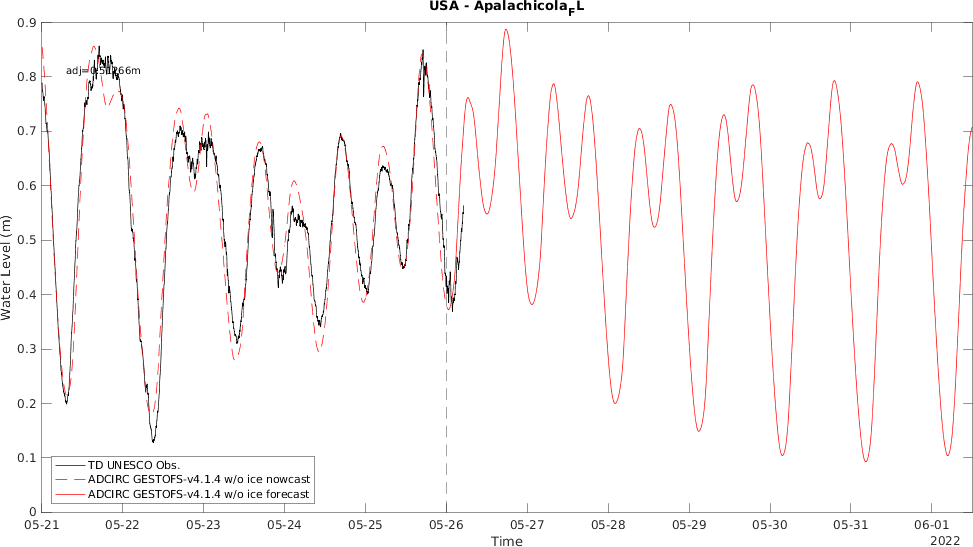 USA - Apalachicola_FL
0.9
0.8
0.7
0.6
0.5
0.4
0.3
0.2
0.1
0
Water Level (m)
TD UNESCO Obs.
ADCIRC GESTOFS-v4.1.4 w/o ice nowcast
ADCIRC GESTOFS-v4.1.4 w/o ice forecast
05-21 05-22 05-23 05-24 05-25 05-26 05-27 05-28 05-29 05-30 05-31 06-01
Time
2022